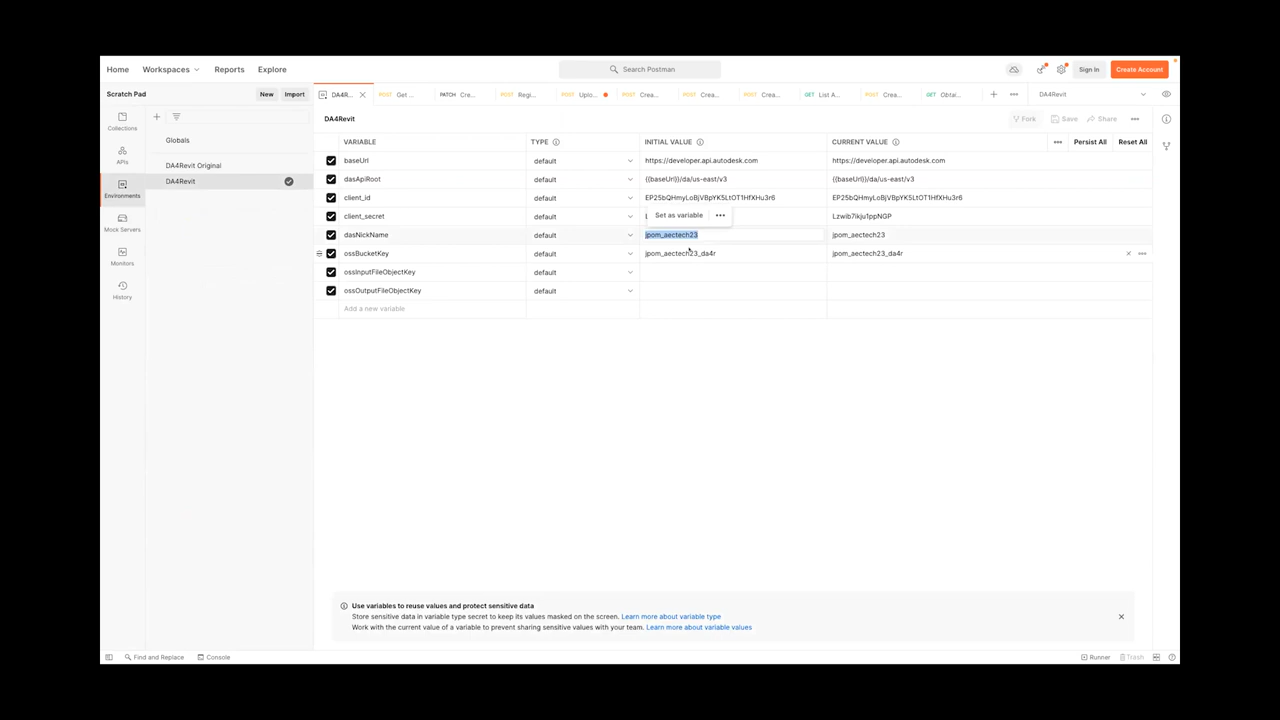 Home Workspaces Reports Explore Search Postman Sign In Create Account
Scratch Pad New Import DA4R... POST Get ... PATCH Cre... POST Regi... POST Uplo... POST Crea... POST Crea... POST Crea... GET List A... POST Crea... GET Obtai... DA4Revit
Collections
APIs
Environments
Mock Servers
Monitors
History
Globals
DA4Revit Original
DA4Revit
DA4Revit Fork Save Share
VARIABLE TYPE INITIAL VALUE CURRENT VALUE Persist All Reset All
baseUrl default https://developer.api.autodesk.com https://developer.api.autodesk.com
dasApiRoot default {{baseUrl}}/da/us-east/v3 {{baseUrl}}/da/us-east/v3
client_id default EP25bQHmyLoBjVBpYK5LtOT1HfXHu3r6 EP25bQHmyLoBjVBpYK5LtOT1HfXHu3r6
client_secret default Lzwib7ikju1ppNGP
Set as variable
dasNickName default jpom_aectech23 jpom_aectech23
ossBucketKey default jpom_aectech23_da4r jpom_aectech23_da4r
ossInputFileObjectKey default
ossOutputFileObjectKey default
Add a new variable
Use variables to reuse values and protect sensitive data
Store sensitive data in variable type secret to keep its values masked on the screen. Learn more about variable type
Work with the current value of a variable to prevent sharing sensitive values with your team. Learn more about variable values
Find and Replace Console Runner Trash